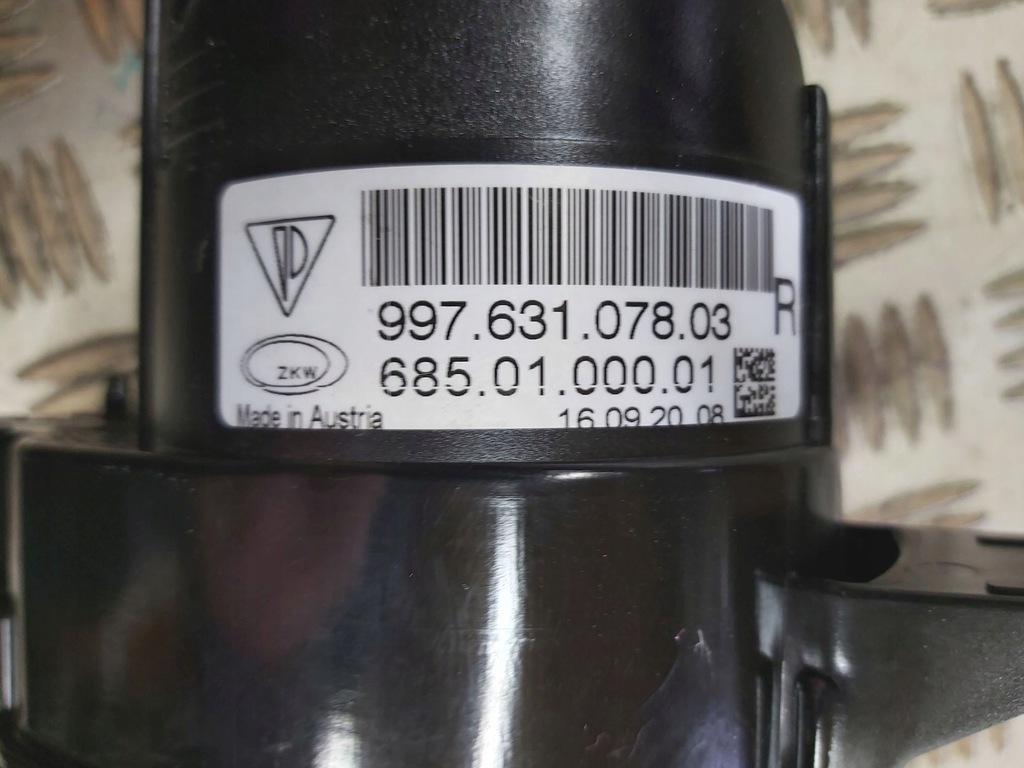 997.631.078.03 R
ZKW 685.01.000.01
Made in Austria 16.09.20 08